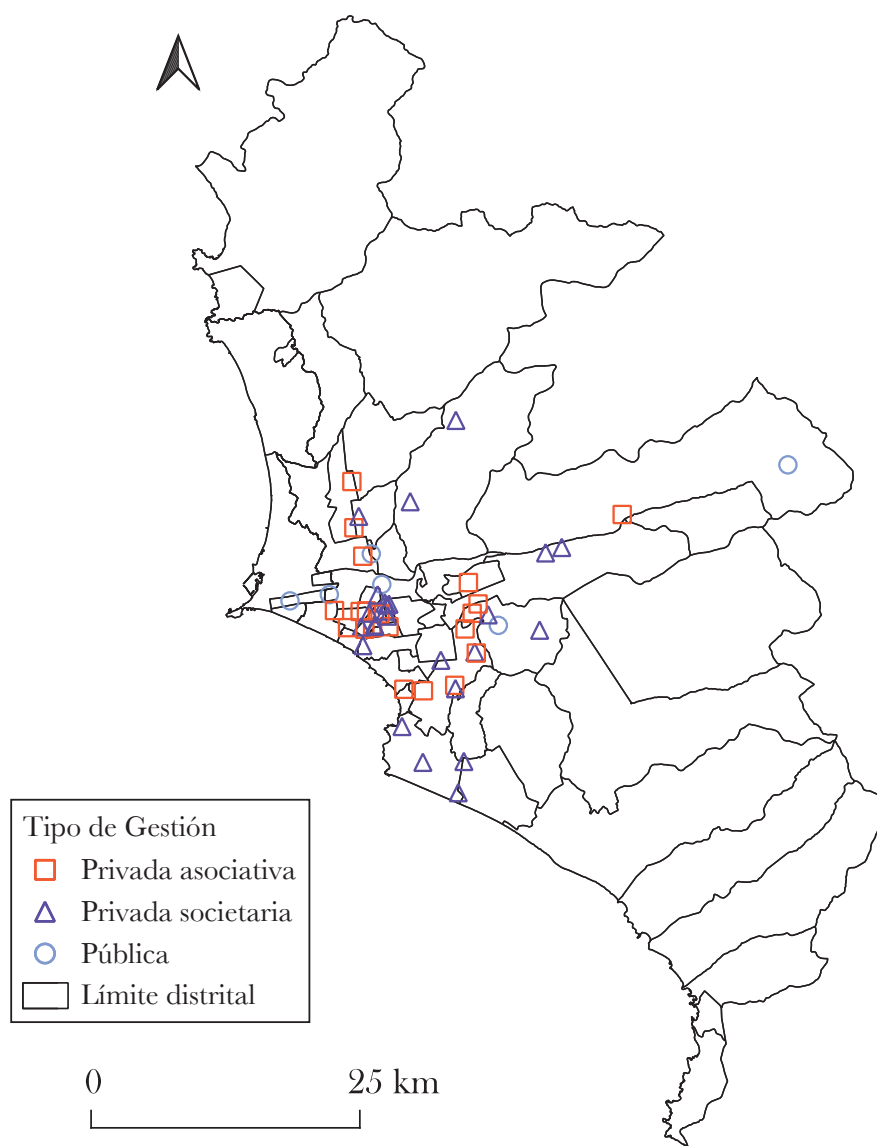 Tipo de Gestión
Privada asociativa
Privada societaria
Pública
Límite distrital
0 25 km